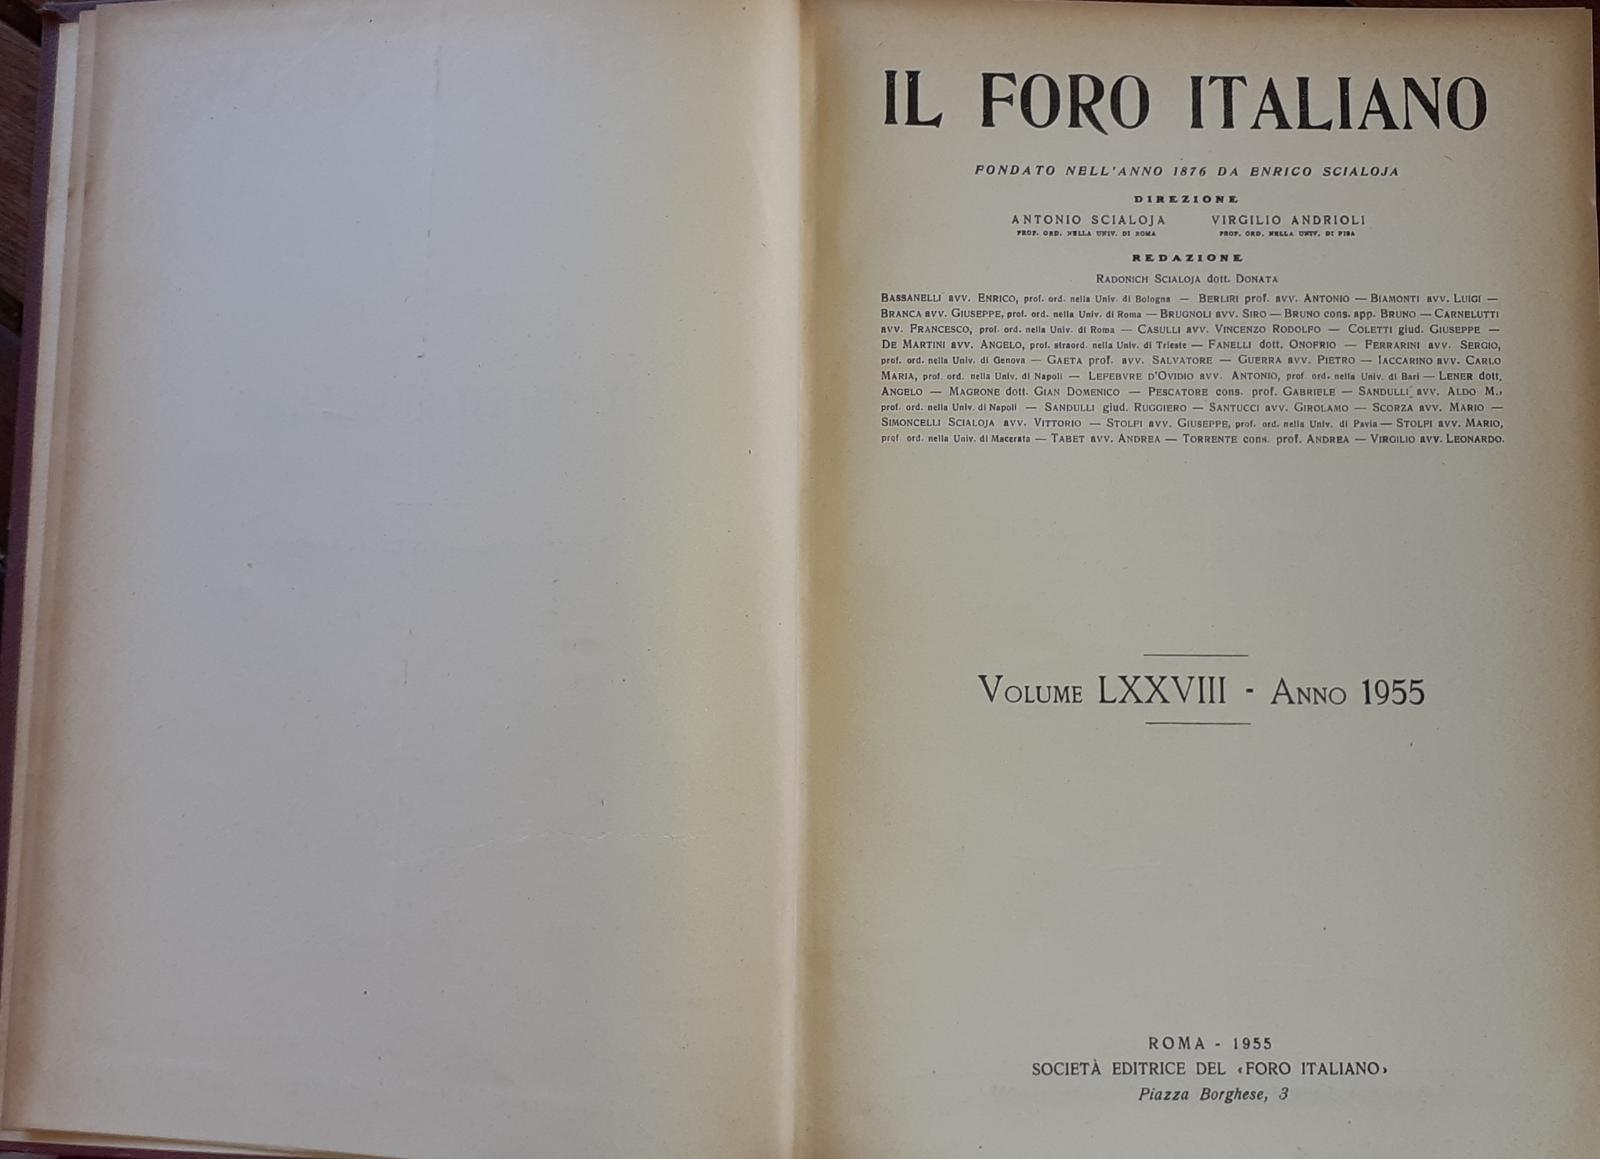 IL FORO ITALIANO
FONDATO NELL'ANNO 1876 DA ENRICO SCIALOJA
DIREZIONE
ANTONIO SCIALOJA VIRGILIO ANDRIOLI
PROF. ORD. NELLA UNIV. DI ROMA PROF. ORD. NELLA UNIV. DI PISA
REDAZIONE
RADONICH SCIALOJA dott. DONATA
BASSANELLI avv. ENRICO, prof. ord. nella Univ. di Bologna — BERLIRI prof. avv. ANTONIO — BIAMONTI avv. LUIGI —
BRANCA avv. GIUSEPPE, prof. ord. nella Univ. di Roma — BRUGNOLI avv. SIRO — BRUNO cons. app. BRUNO — CARNELUTTI
avv. FRANCESCO, prof. ord. nella Univ. di Roma — CASULLI avv. VINCENZO RODOLFO — COLETTI giud. GIUSEPPE —
DE MARTINI avv. ANGELO, prof. straord. nella Univ. di Trieste — FANELLI dott. ONOFRIO — FERRARINI avv. SERGIO,
prof. ord. nella Univ. di Genova — GAETA prof. avv. SALVATORE — GUERRA avv. PIETRO — IACCARINO avv. CARLO
MARIA, prof. ord. nella Univ. di Napoli — LEFEBVRE D'OVIDIO avv. ANTONIO, prof. ord. nella Univ. di Bari — LENER dott.
ANGELO — MAGRONE dott. GIAN DOMENICO — PESCATORE cons. prof. GABRIELE — SANDULLI avv. ALDO M.,
prof. ord. nella Univ. di Napoli — SANDULLI giud. RUGGIERO — SANTUCCI avv. GIROLAMO — SCORZA avv. MARIO —
SIMONCELLI SCIALOJA avv. VITTORIO — STOLFI avv. GIUSEPPE, prof. ord. nella Univ. di Pavia — STOLFI avv. MARIO,
prof ord. nella Univ. di Macerata — TABET avv. ANDREA — TORRENTE cons. prof. ANDREA — VIRGILIO avv. LEONARDO.
VOLUME LXXVIII - ANNO 1955
ROMA - 1955
SOCIETÀ EDITRICE DEL «FORO ITALIANO»
Piazza Borghese, 3